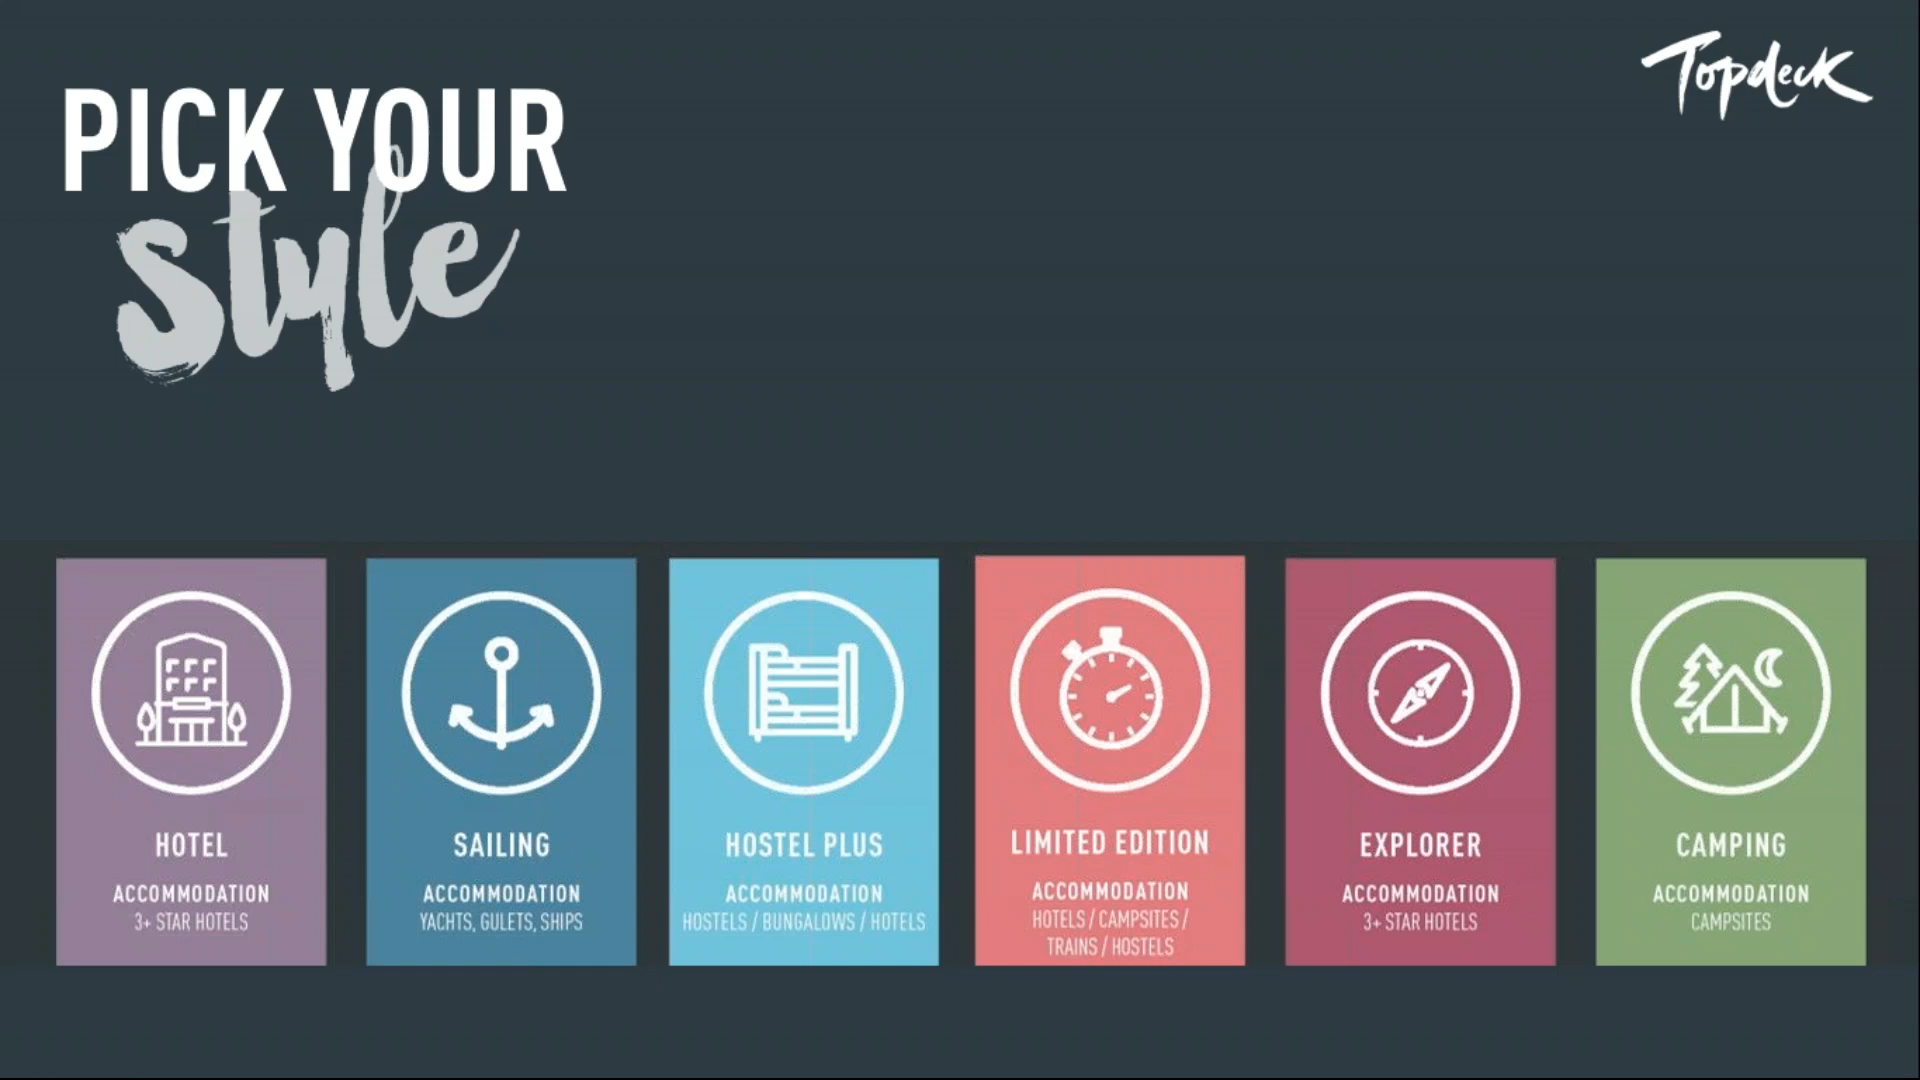 Topdeck
PICK YOUR
Style
HOTEL
ACCOMMODATION
3+ STAR HOTELS
SAILING
ACCOMMODATION
YACHTS, GULETS, SHIPS
HOSTEL PLUS
ACCOMMODATION
HOSTELS / BUNGALOWS / HOTELS
LIMITED EDITION
ACCOMMODATION
HOTELS / CAMPSITES /
TRAINS / HOSTELS
EXPLORER
ACCOMMODATION
3+ STAR HOTELS
CAMPING
ACCOMMODATION
CAMPSITES